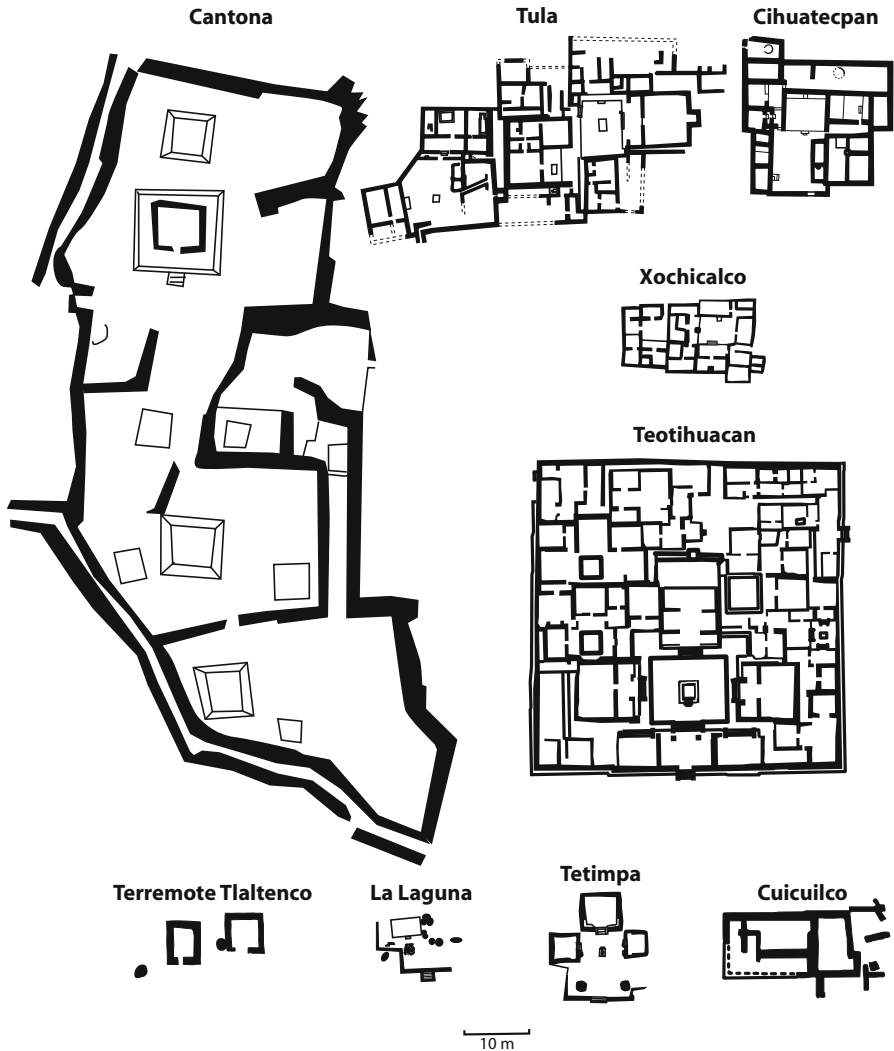 Cantona
Tula
Cihuatecpan
Xochicalco
Teotihuacan
Terremote Tlaltenco
La Laguna
Tetimpa
Cuicuilco
10 m